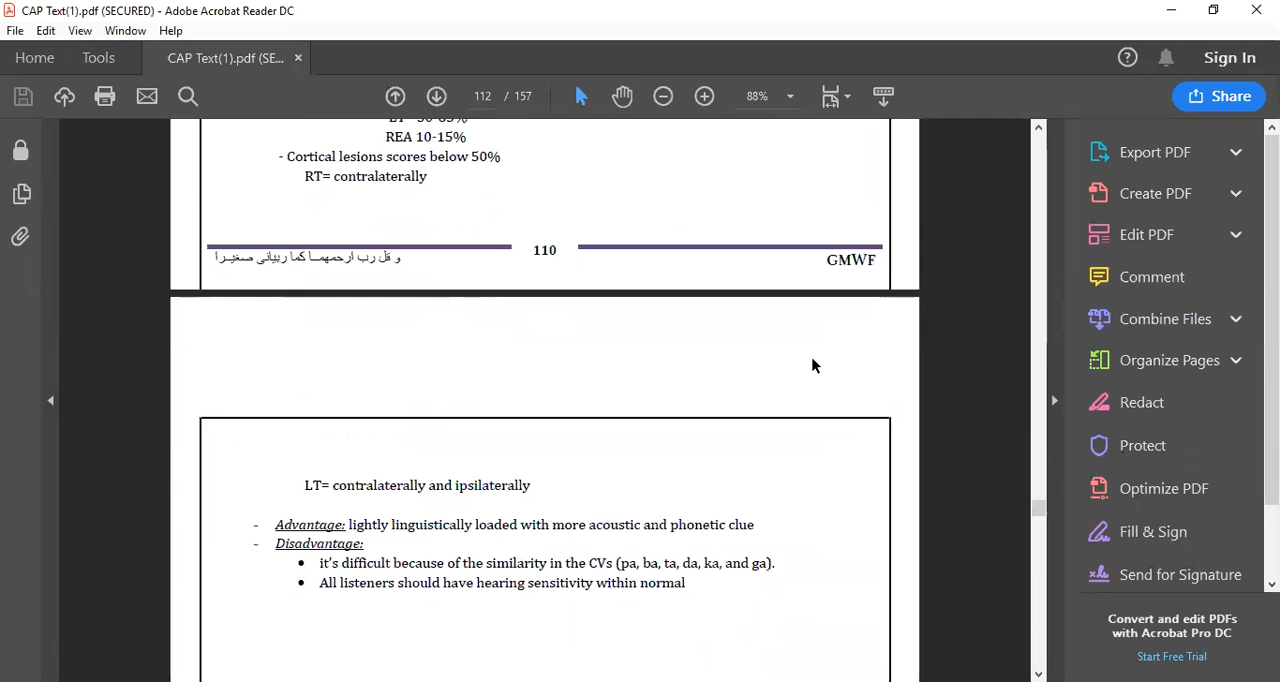 CAP Text(1).pdf (SECURED) - Adobe Acrobat Reader DC
File Edit View Window Help
Home Tools CAP Text(1).pdf (SE... × Sign In
112 / 157 88% Share
REA 10-15%
- Cortical lesions scores below 50%
RT= contralaterally
110
و قل رب ارحمهمــا كما ربيانى صغيــرا
GMWF
LT= contralaterally and ipsilaterally
- Advantage: lightly linguistically loaded with more acoustic and phonetic clue
- Disadvantage:
• it's difficult because of the similarity in the CVs (pa, ba, ta, da, ka, and ga).
• All listeners should have hearing sensitivity within normal
Export PDF
Create PDF
Edit PDF
Comment
Combine Files
Organize Pages
Redact
Protect
Optimize PDF
Fill & Sign
Send for Signature
Convert and edit PDFs
with Acrobat Pro DC
Start Free Trial